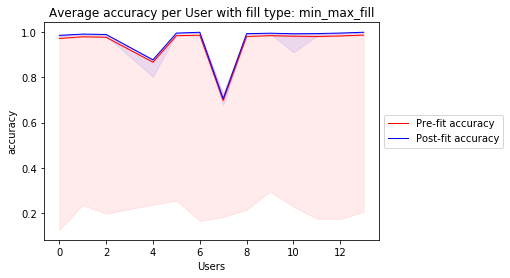 Average accuracy per User with fill type: min_max_fill
1.0
0.8
0.6
0.4
0.2
accuracy
0 2 4 6 8 10 12
Users
Pre-fit accuracy
Post-fit accuracy